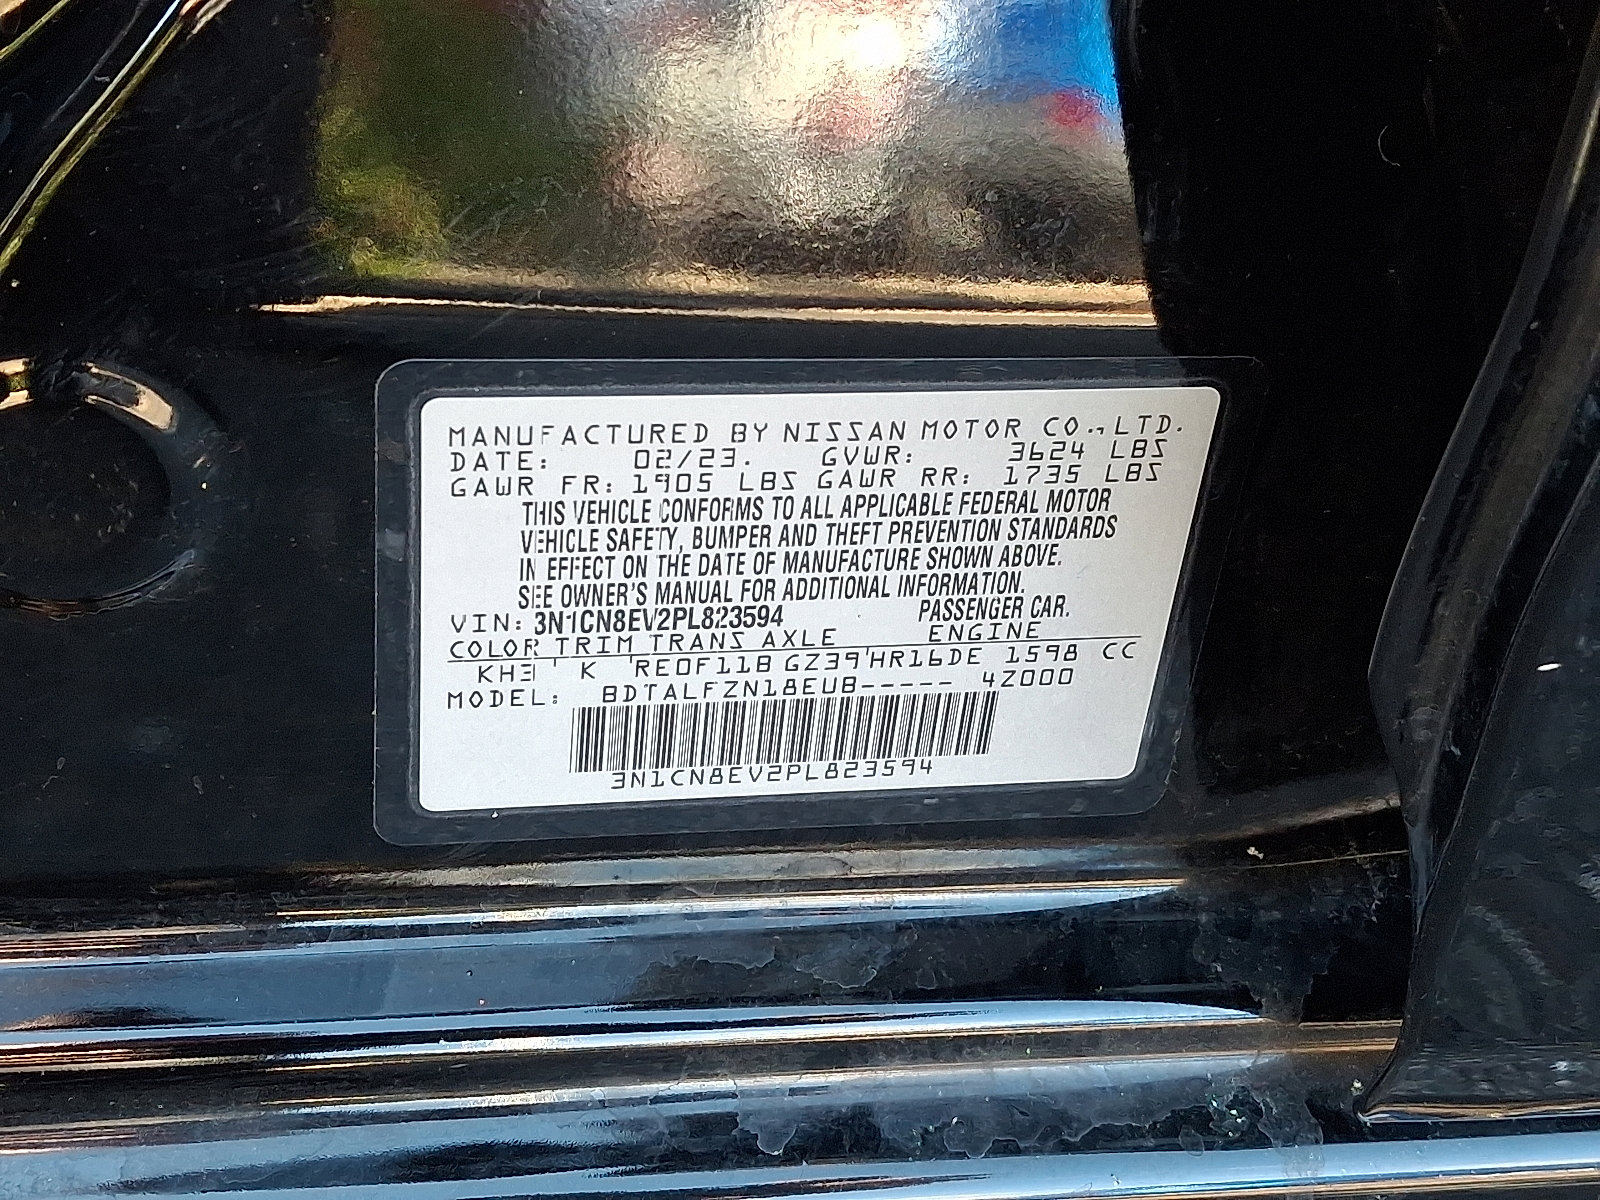 MANUFACTURED BY NISSAN MOTOR CO., LTD.
DATE: 02/23. GVWR: 3624 LBS
GAWR FR: 1905 LBS GAWR RR: 1735 LBS
THIS VEHICLE CONFORMS TO ALL APPLICABLE FEDERAL MOTOR
VEHICLE SAFETY, BUMPER AND THEFT PREVENTION STANDARDS
IN EFFECT ON THE DATE OF MANUFACTURE SHOWN ABOVE.
SEE OWNER'S MANUAL FOR ADDITIONAL INFORMATION.
VIN: 3N1CN8EV2PL823594 PASSENGER CAR.
COLOR TRIM TRANS AXLE ENGINE
KH3 K RE0F11B GZ39 HR16DE 1598 CC
MODEL: BDTALFZN18EUB----- 4Z000
3N1CN8EV2PL823594